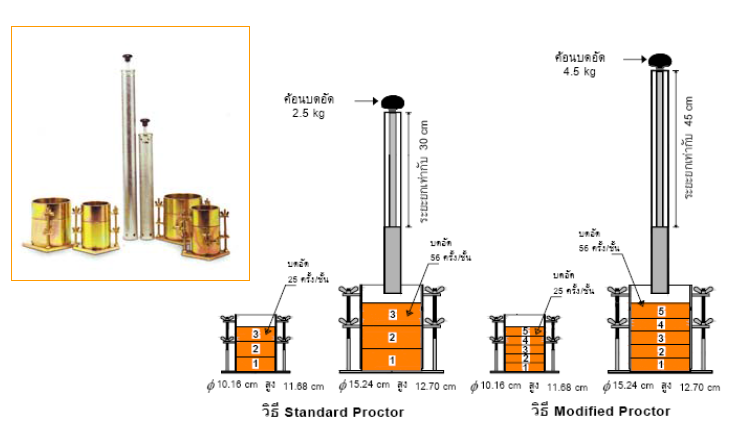 ค้อนบดอัด
2.5 kg
ระยะยกเท่ากับ 30 cm
บดอัด
56 ครั้ง/ชั้น
บดอัด
25 ครั้ง/ชั้น
3
2
1
3
2
1
ϕ 10.16 cm สูง 11.68 cm
ϕ 15.24 cm สูง 12.70 cm
วิธี Standard Proctor
ค้อนบดอัด
4.5 kg
ระยะยกเท่ากับ 45 cm
บดอัด
56 ครั้ง/ชั้น
บดอัด
25 ครั้ง/ชั้น
5
4
3
2
1
5
4
3
2
1
ϕ 10.16 cm สูง 11.68 cm
ϕ 15.24 cm สูง 12.70 cm
วิธี Modified Proctor